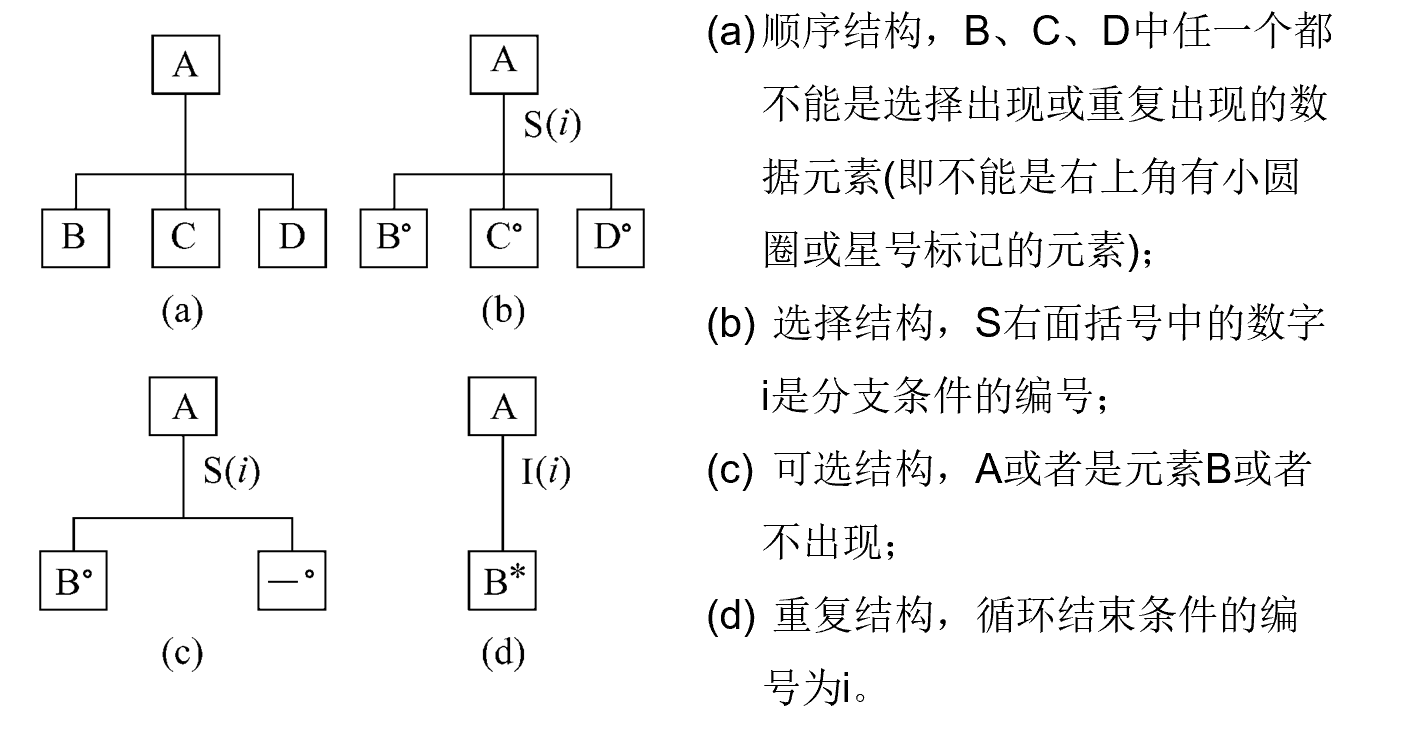 A
B C D
(a)
A
S(i)
B° C° D°
(b)
A
S(i)
B° —°
(c)
A
I(i)
B*
(d)
(a)顺序结构，B、C、D中任一个都
不能是选择出现或重复出现的数
据元素(即不能是右上角有小圆
圈或星号标记的元素)；
(b) 选择结构，S右面括号中的数字
i是分支条件的编号；
(c) 可选结构，A或者是元素B或者
不出现；
(d) 重复结构，循环结束条件的编
号为i。